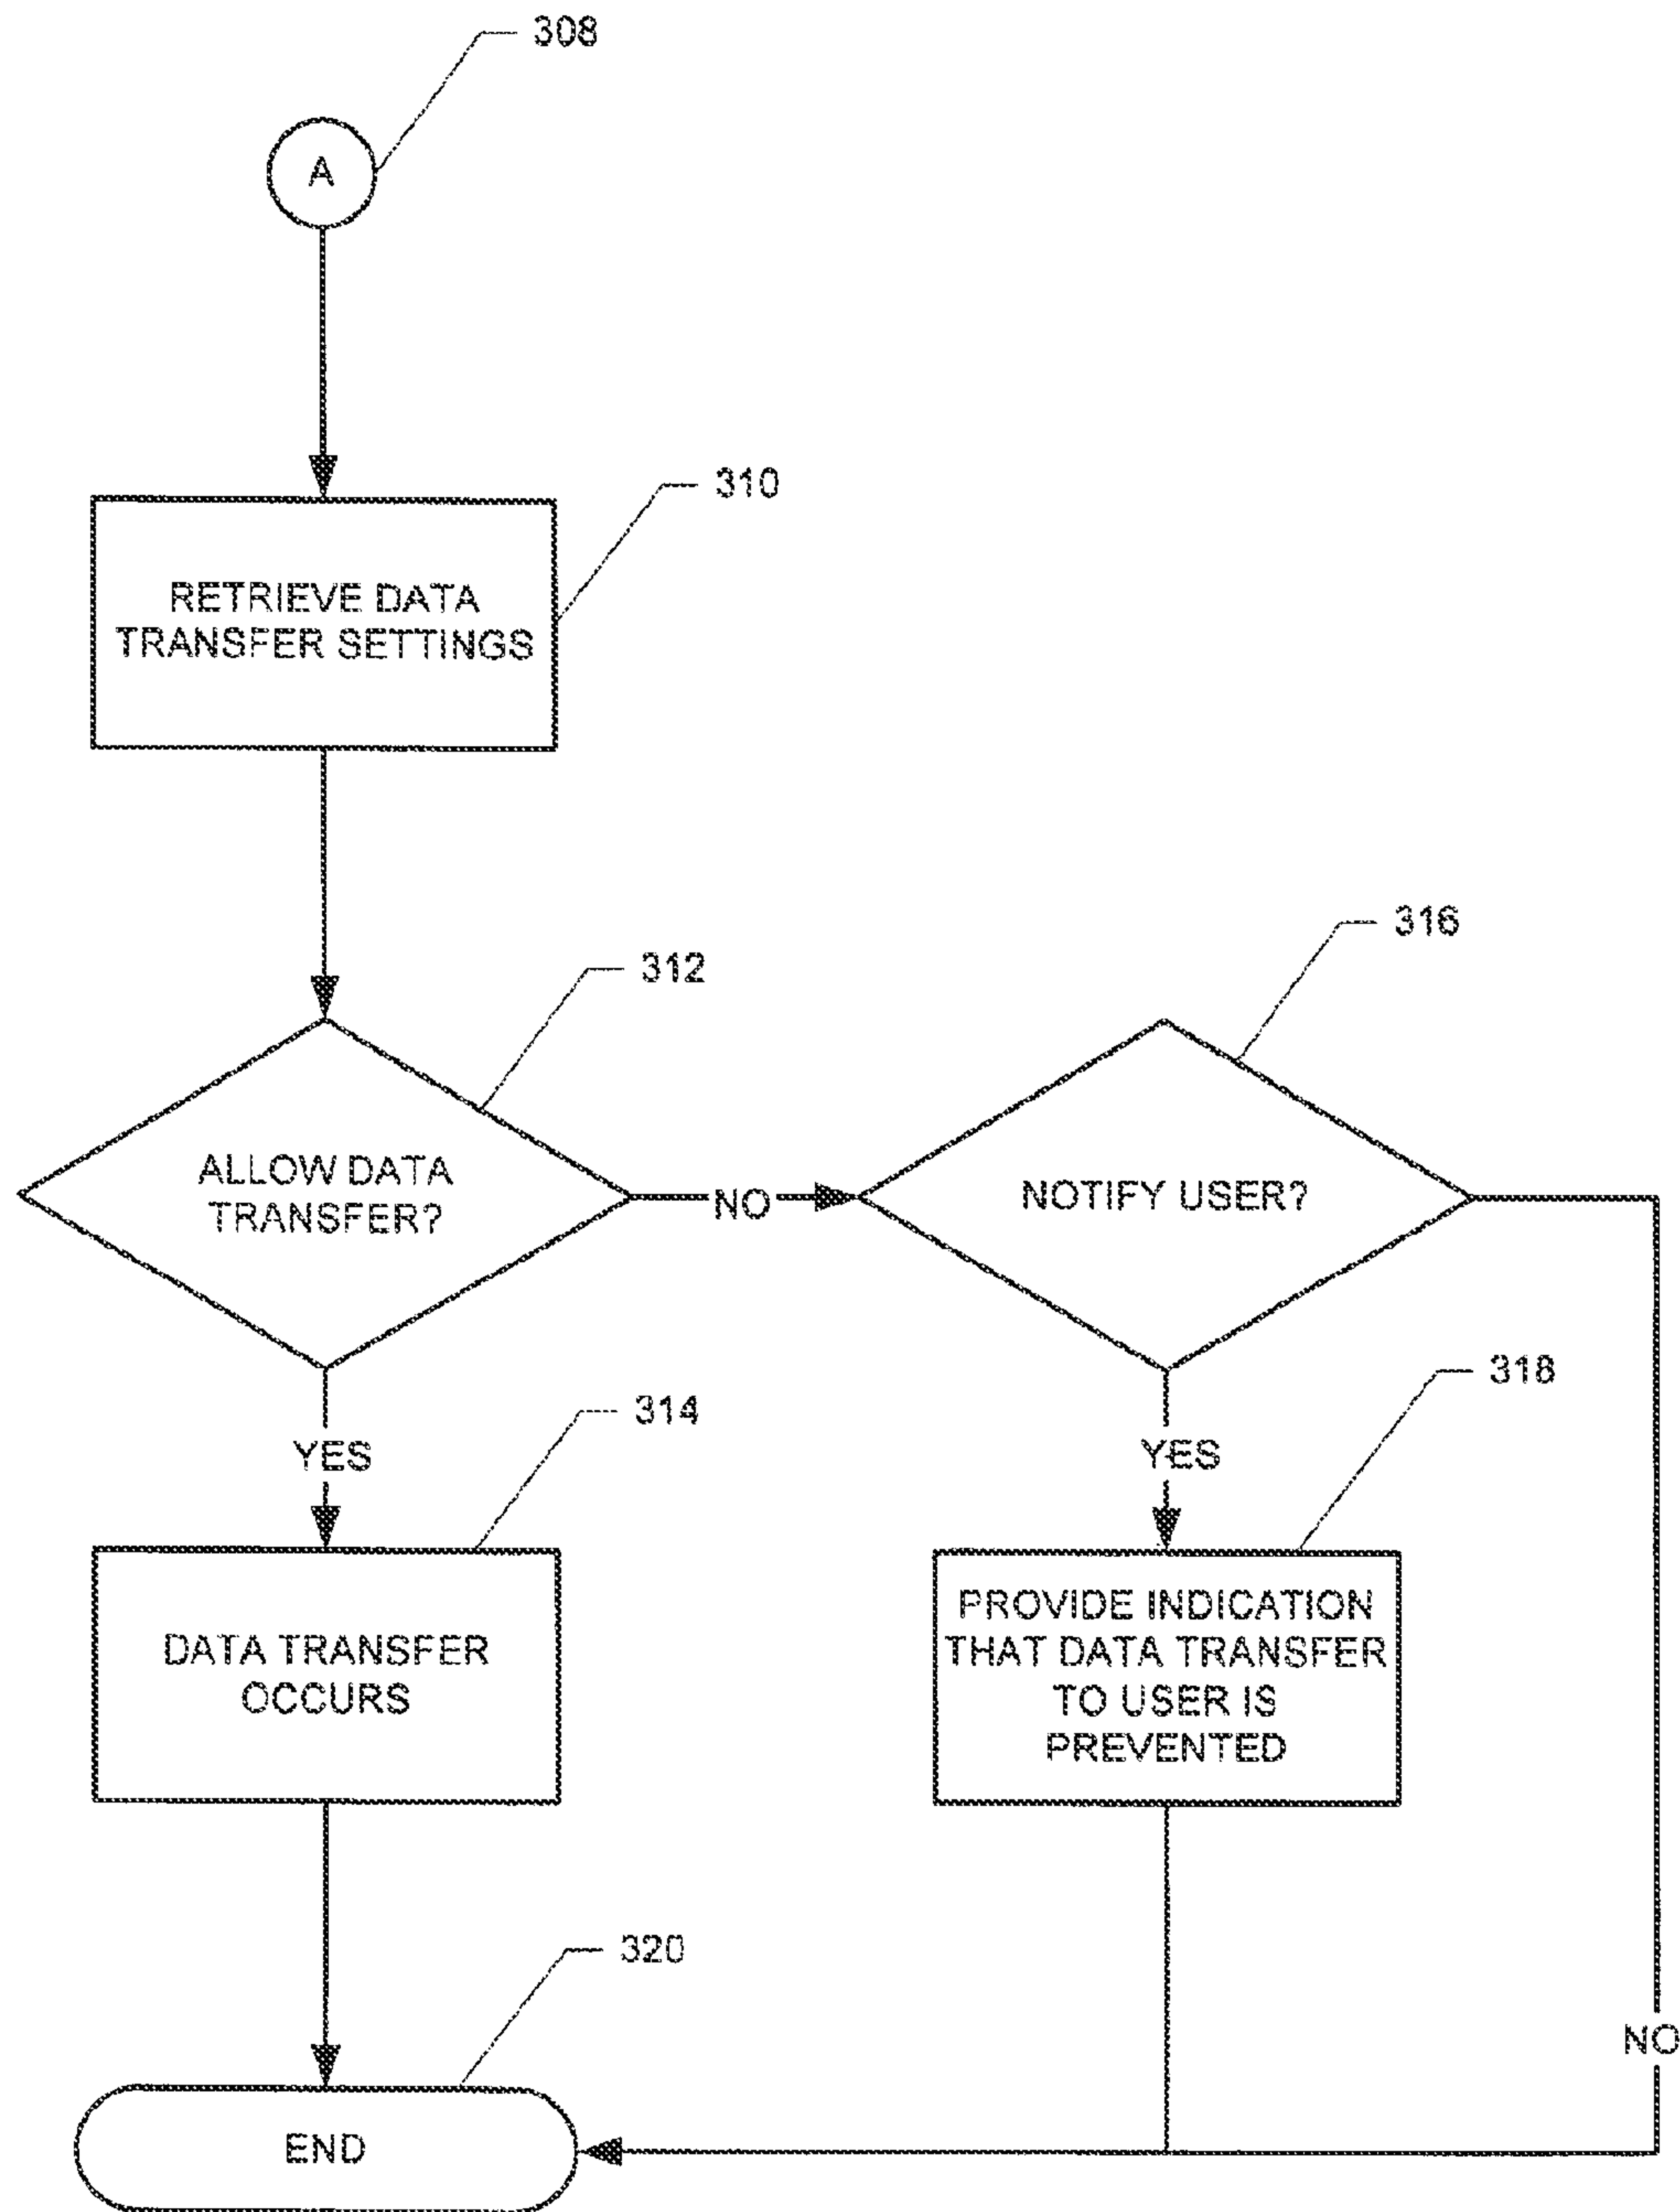 308
A
310
RETRIEVE DATA
TRANSFER SETTINGS
312
316
ALLOW DATA
TRANSFER?
NO
NOTIFY USER?
314
318
YES
YES
DATA TRANSFER
OCCURS
PROVIDE INDICATION
THAT DATA TRANSFER
TO USER IS
PREVENTED
320
NO
END